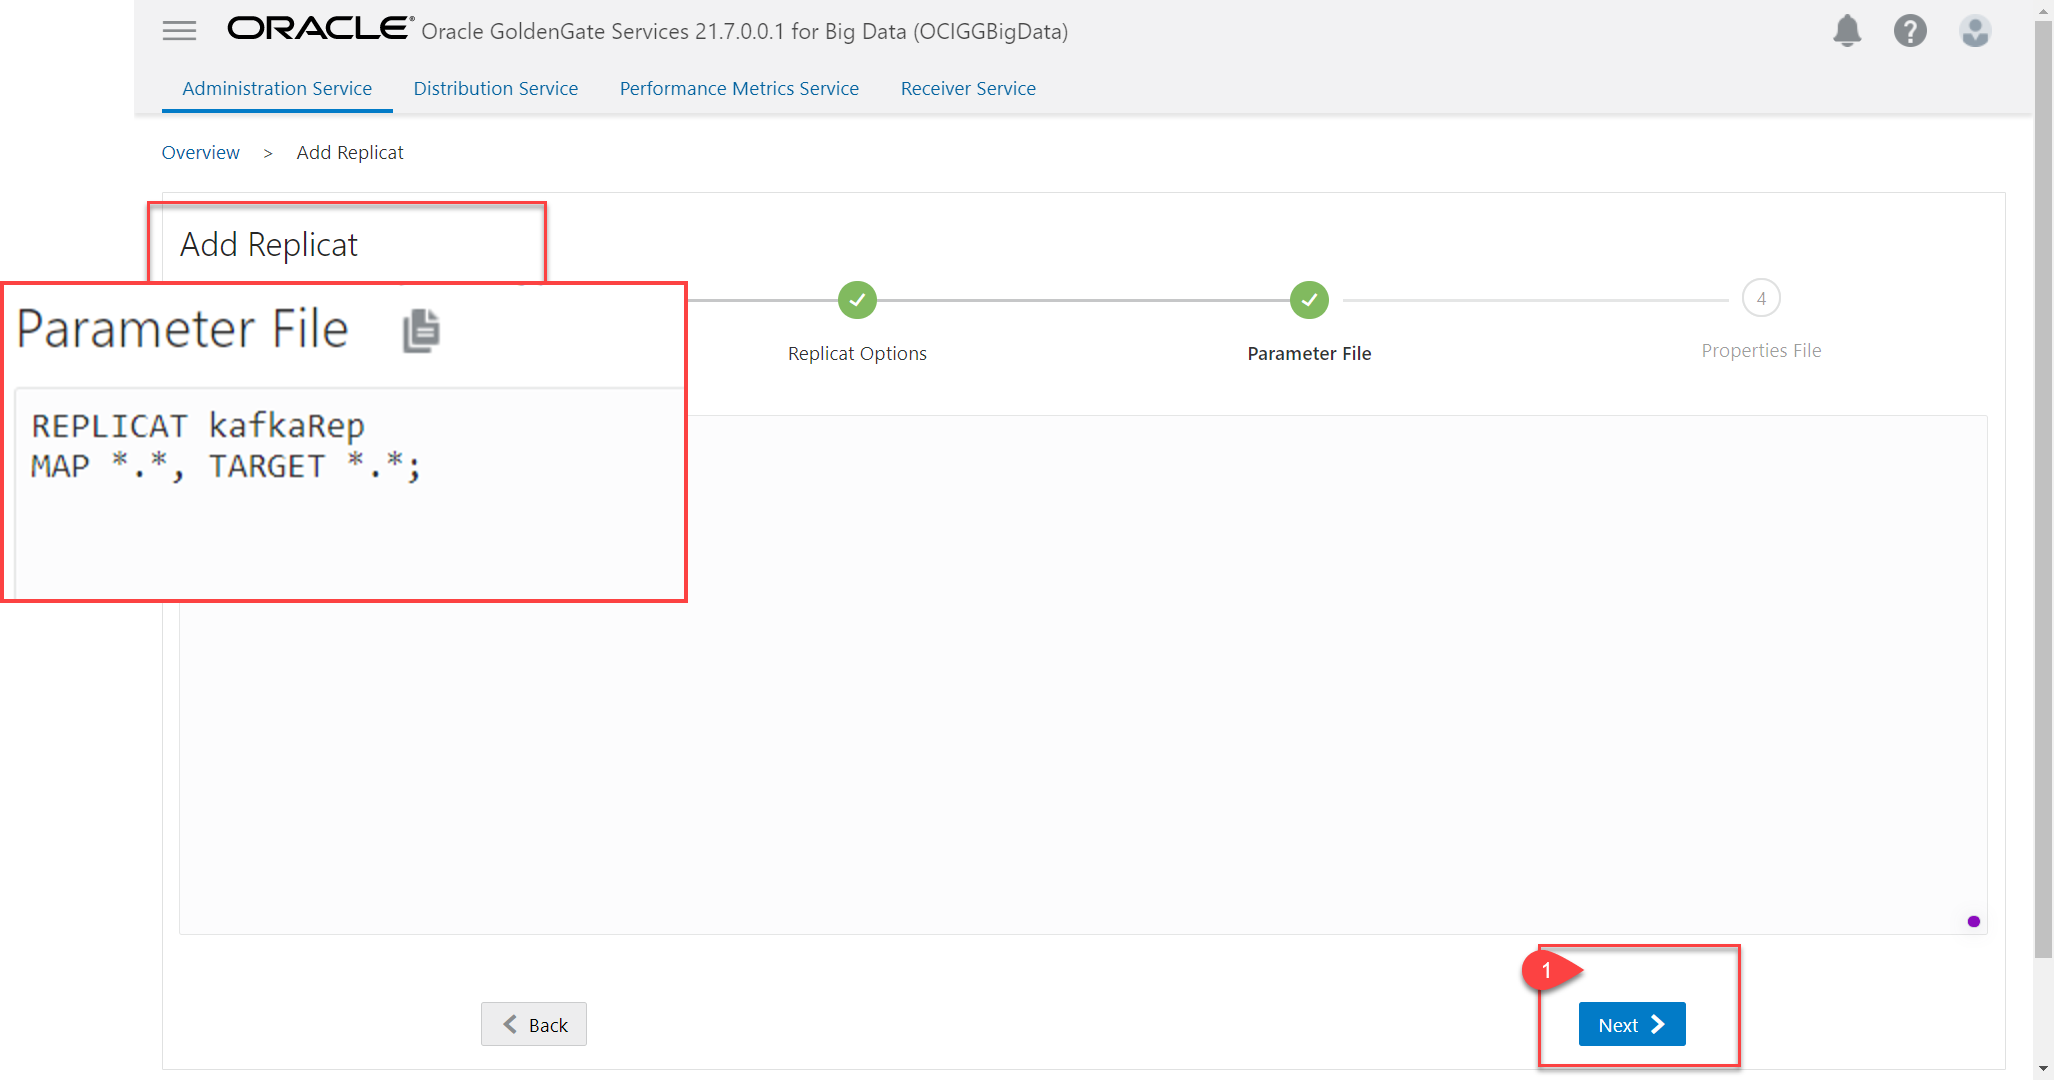 ORACLE® Oracle GoldenGate Services 21.7.0.0.1 for Big Data (OCIGGBigData)
Administration Service Distribution Service Performance Metrics Service Receiver Service
Overview > Add Replicat
Add Replicat
Parameter File
REPLICAT kafkaRep
MAP *.*, TARGET *.*;
4
Replicat Options Parameter File Properties File
1
Back Next